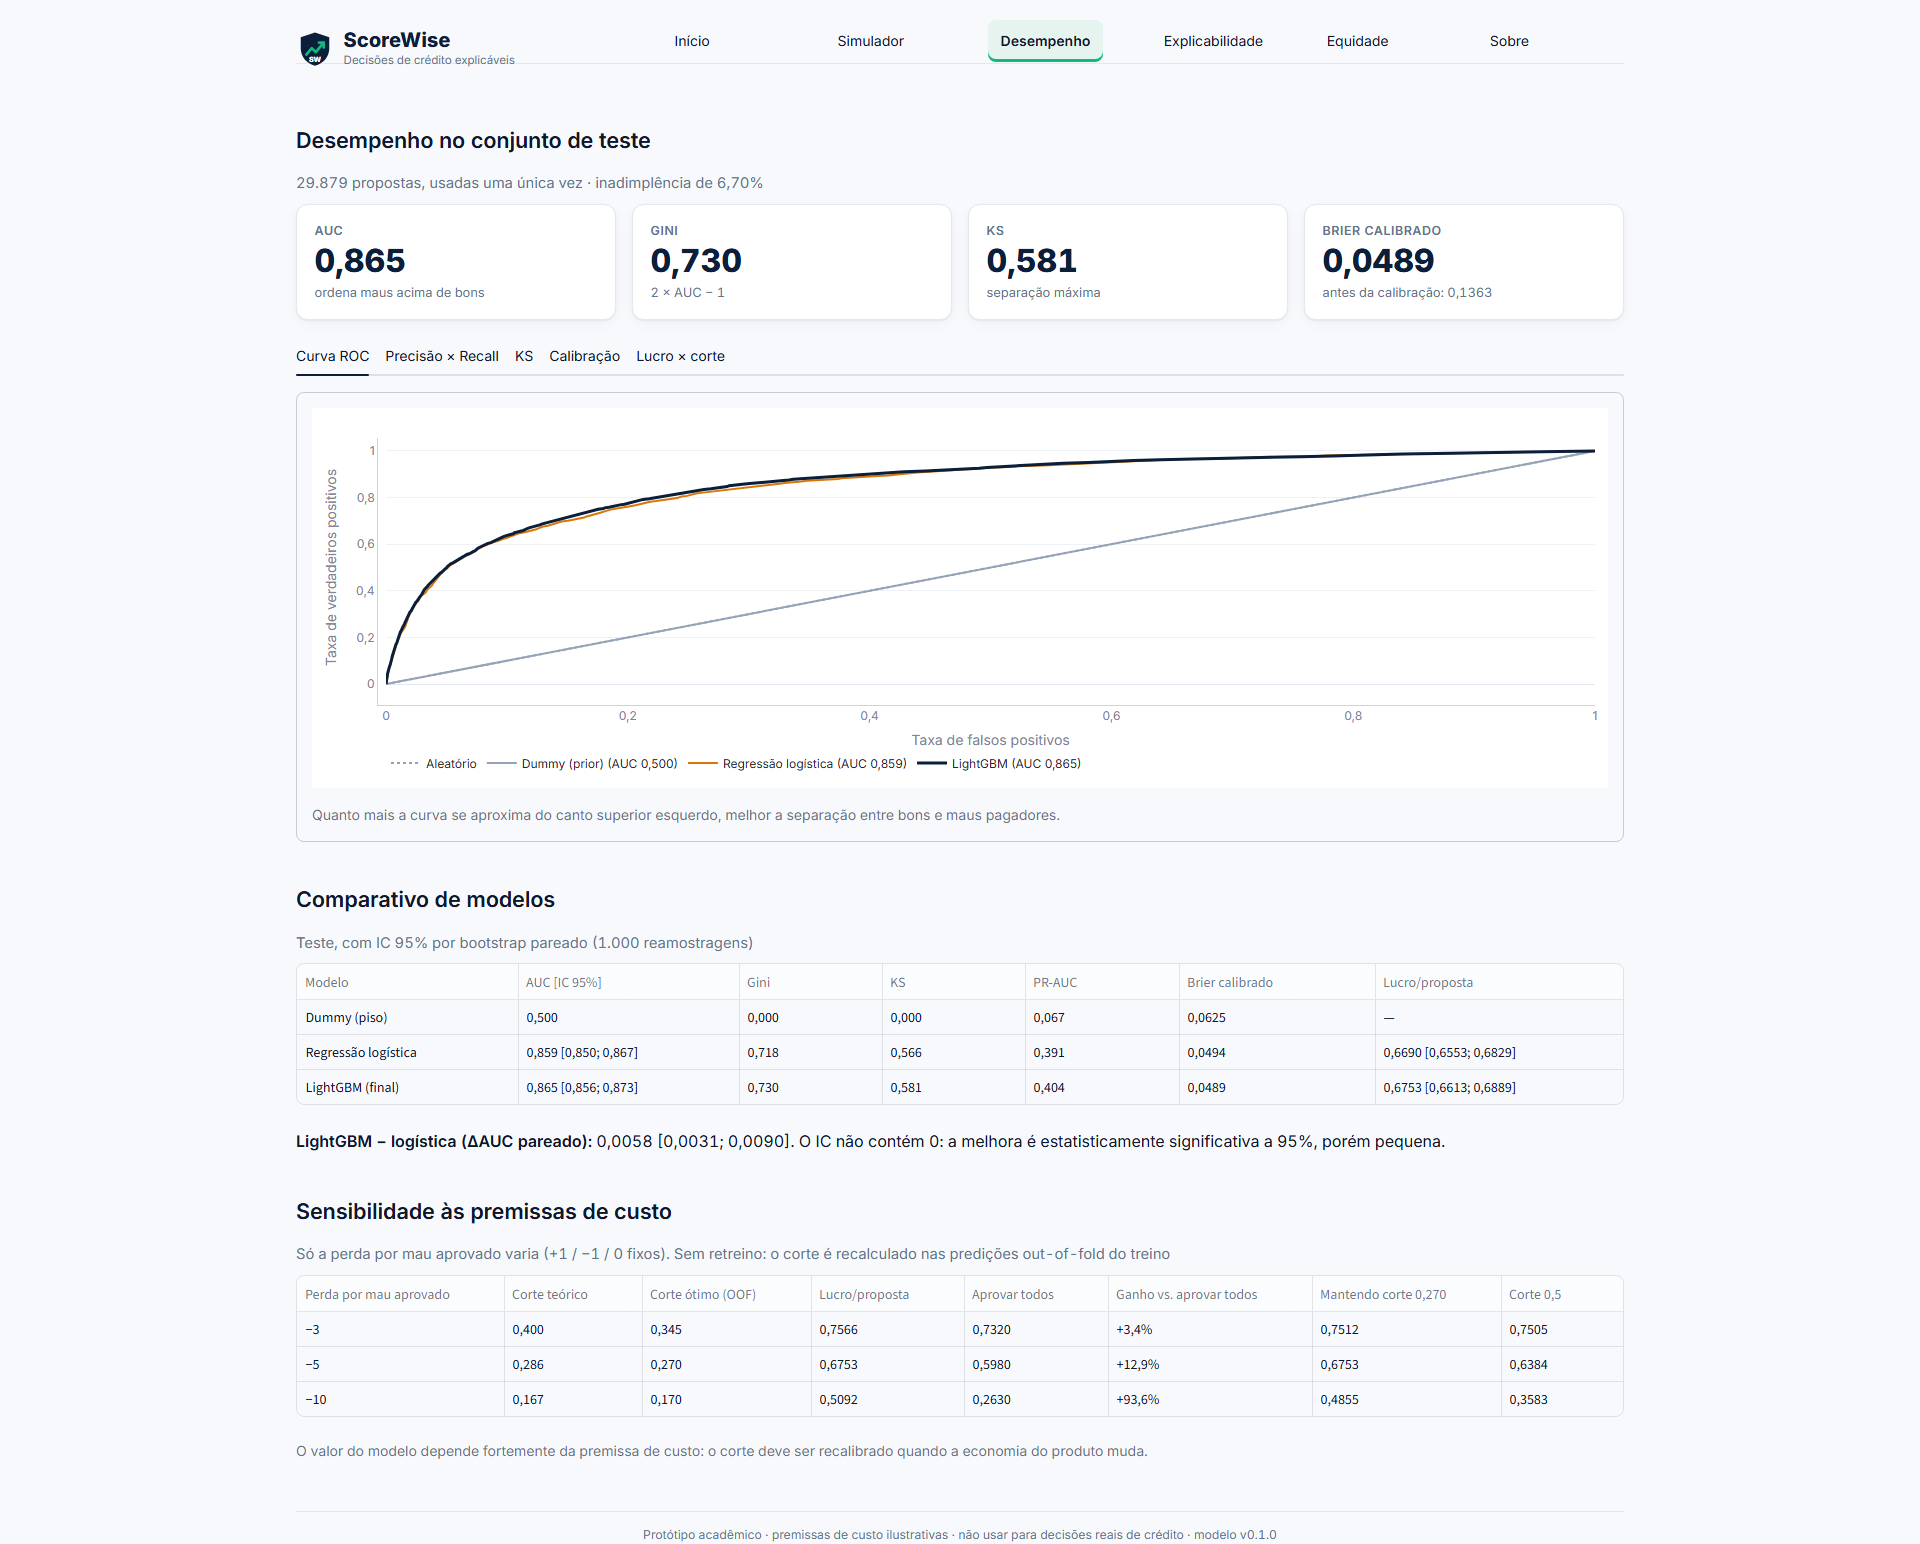 ScoreWise
Decisões de crédito explicáveis
SW
Início
Simulador
Desempenho
Explicabilidade
Equidade
Sobre
Desempenho no conjunto de teste
29.879 propostas, usadas uma única vez · inadimplência de 6,70%
AUC
0,865
ordena maus acima de bons
GINI
0,730
2 × AUC − 1
KS
0,581
separação máxima
BRIER CALIBRADO
0,0489
antes da calibração: 0,1363
Curva ROC
Precisão × Recall
KS
Calibração
Lucro × corte
Taxa de verdadeiros positivos
1
0,8
0,6
0,4
0,2
0
0
0,2
0,4
0,6
0,8
1
Taxa de falsos positivos
Aleatório
Dummy (prior) (AUC 0,500)
Regressão logística (AUC 0,859)
LightGBM (AUC 0,865)
Quanto mais a curva se aproxima do canto superior esquerdo, melhor a separação entre bons e maus pagadores.
Comparativo de modelos
Teste, com IC 95% por bootstrap pareado (1.000 reamostragens)
Modelo AUC [IC 95%] Gini KS PR-AUC Brier calibrado Lucro/proposta
Dummy (piso) 0,500 0,000 0,000 0,067 0,0625 —
Regressão logística 0,859 [0,850; 0,867] 0,718 0,566 0,391 0,0494 0,6690 [0,6553; 0,6829]
LightGBM (final) 0,865 [0,856; 0,873] 0,730 0,581 0,404 0,0489 0,6753 [0,6613; 0,6889]
LightGBM − logística (ΔAUC pareado): 0,0058 [0,0031; 0,0090]. O IC não contém 0: a melhora é estatisticamente significativa a 95%, porém pequena.
Sensibilidade às premissas de custo
Só a perda por mau aprovado varia (+1 / −1 / 0 fixos). Sem retreino: o corte é recalculado nas predições out-of-fold do treino
Perda por mau aprovado Corte teórico Corte ótimo (OOF) Lucro/proposta Aprovar todos Ganho vs. aprovar todos Mantendo corte 0,270 Corte 0,5
−3 0,400 0,345 0,7566 0,7320 +3,4% 0,7512 0,7505
−5 0,286 0,270 0,6753 0,5980 +12,9% 0,6753 0,6384
−10 0,167 0,170 0,5092 0,2630 +93,6% 0,4855 0,3583
O valor do modelo depende fortemente da premissa de custo: o corte deve ser recalibrado quando a economia do produto muda.
Protótipo acadêmico · premissas de custo ilustrativas · não usar para decisões reais de crédito · modelo v0.1.0